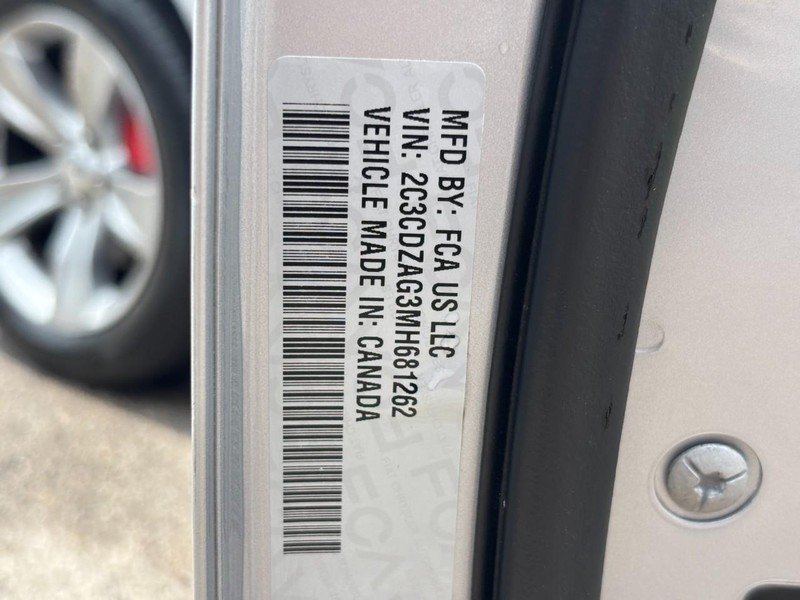 MFD BY: FCA US LLC
VIN: 2C3CDZAG3MH681262
VEHICLE MADE IN: CANADA